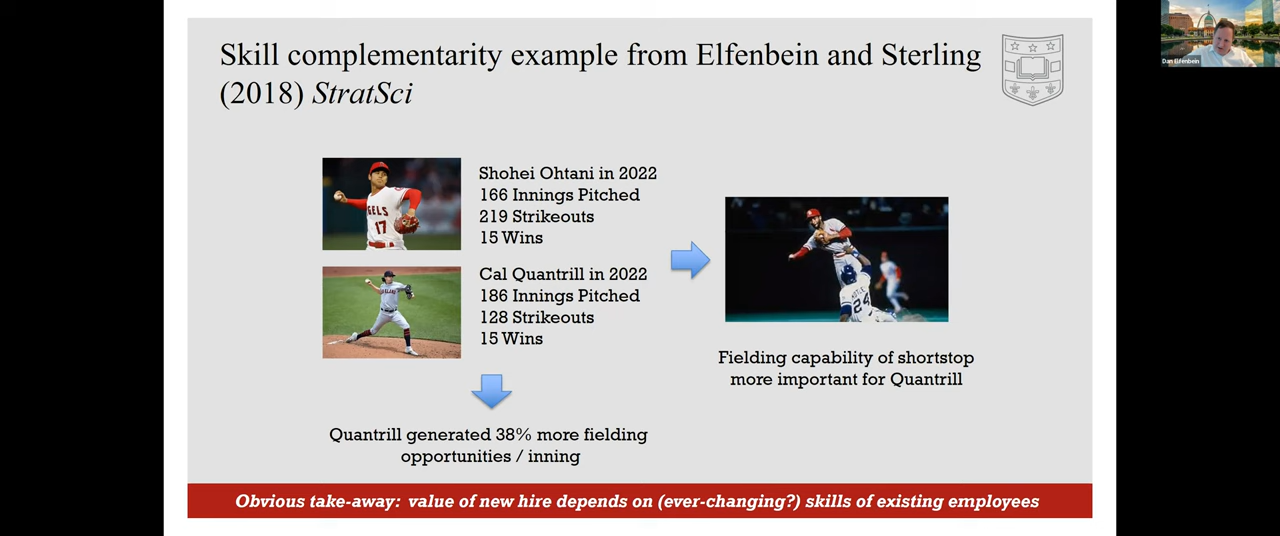 Skill complementarity example from Elfenbein and Sterling
(2018) StratSci
Dan Elfenbein
Shohei Ohtani in 2022
166 Innings Pitched
219 Strikeouts
15 Wins
ANGELS
17
Cal Quantrill in 2022
186 Innings Pitched
128 Strikeouts
15 Wins
24
Fielding capability of shortstop
more important for Quantrill
Quantrill generated 38% more fielding
opportunities / inning
Obvious take-away: value of new hire depends on (ever-changing?) skills of existing employees